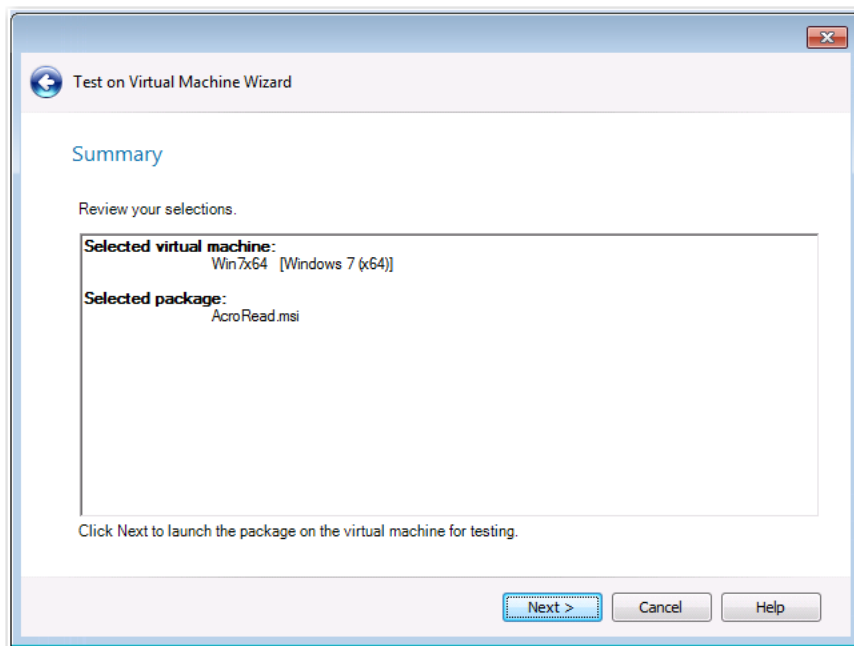 Test on Virtual Machine Wizard
Summary
Review your selections.
Selected virtual machine:
Win7x64 [Windows 7 (x64)]
Selected package:
AcroRead.msi
Click Next to launch the package on the virtual machine for testing.
Next > Cancel Help